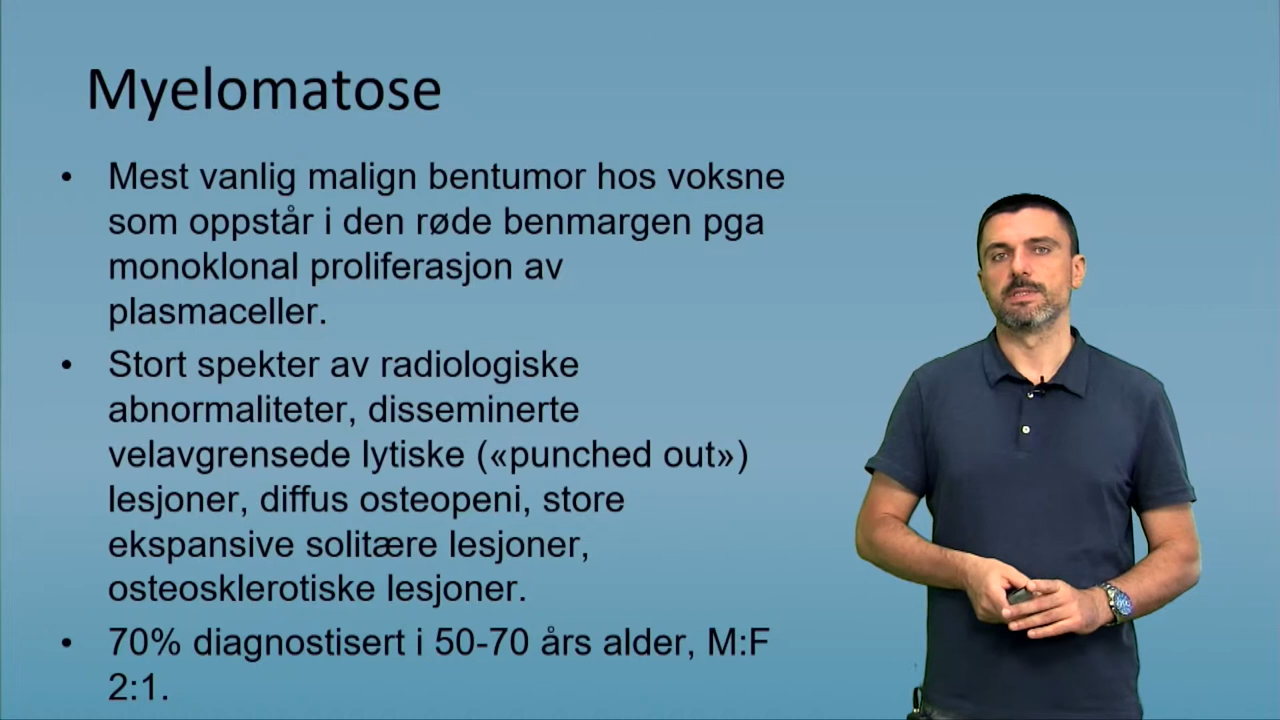 Myelomatose
• Mest vanlig malign bentumor hos voksne
som oppstår i den røde benmargen pga
monoklonal proliferasjon av
plasmaceller.
• Stort spekter av radiologiske
abnormaliteter, disseminerte
velavgrensede lytiske («punched out»)
lesjoner, diffus osteopeni, store
ekspansive solitære lesjoner,
osteosklerotiske lesjoner.
• 70% diagnostisert i 50-70 års alder, M:F
2:1.